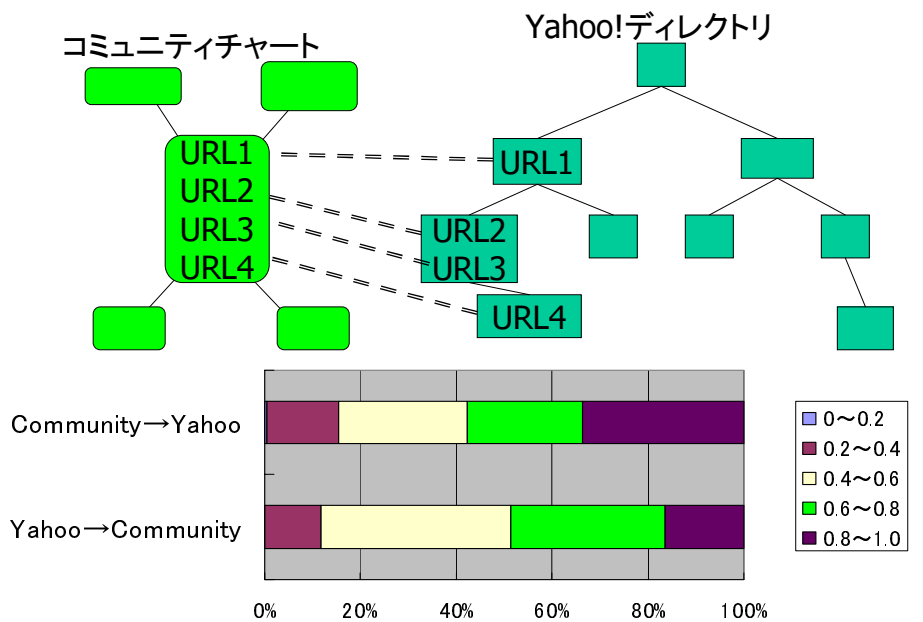 コミュニティチャート
Yahoo!ディレクトリ
URL1
URL2
URL3
URL4
URL1
URL2
URL3
URL4
Community→Yahoo
Yahoo→Community
0%
20%
40%
60%
80%
100%
0～0.2
0.2～0.4
0.4～0.6
0.6～0.8
0.8～1.0